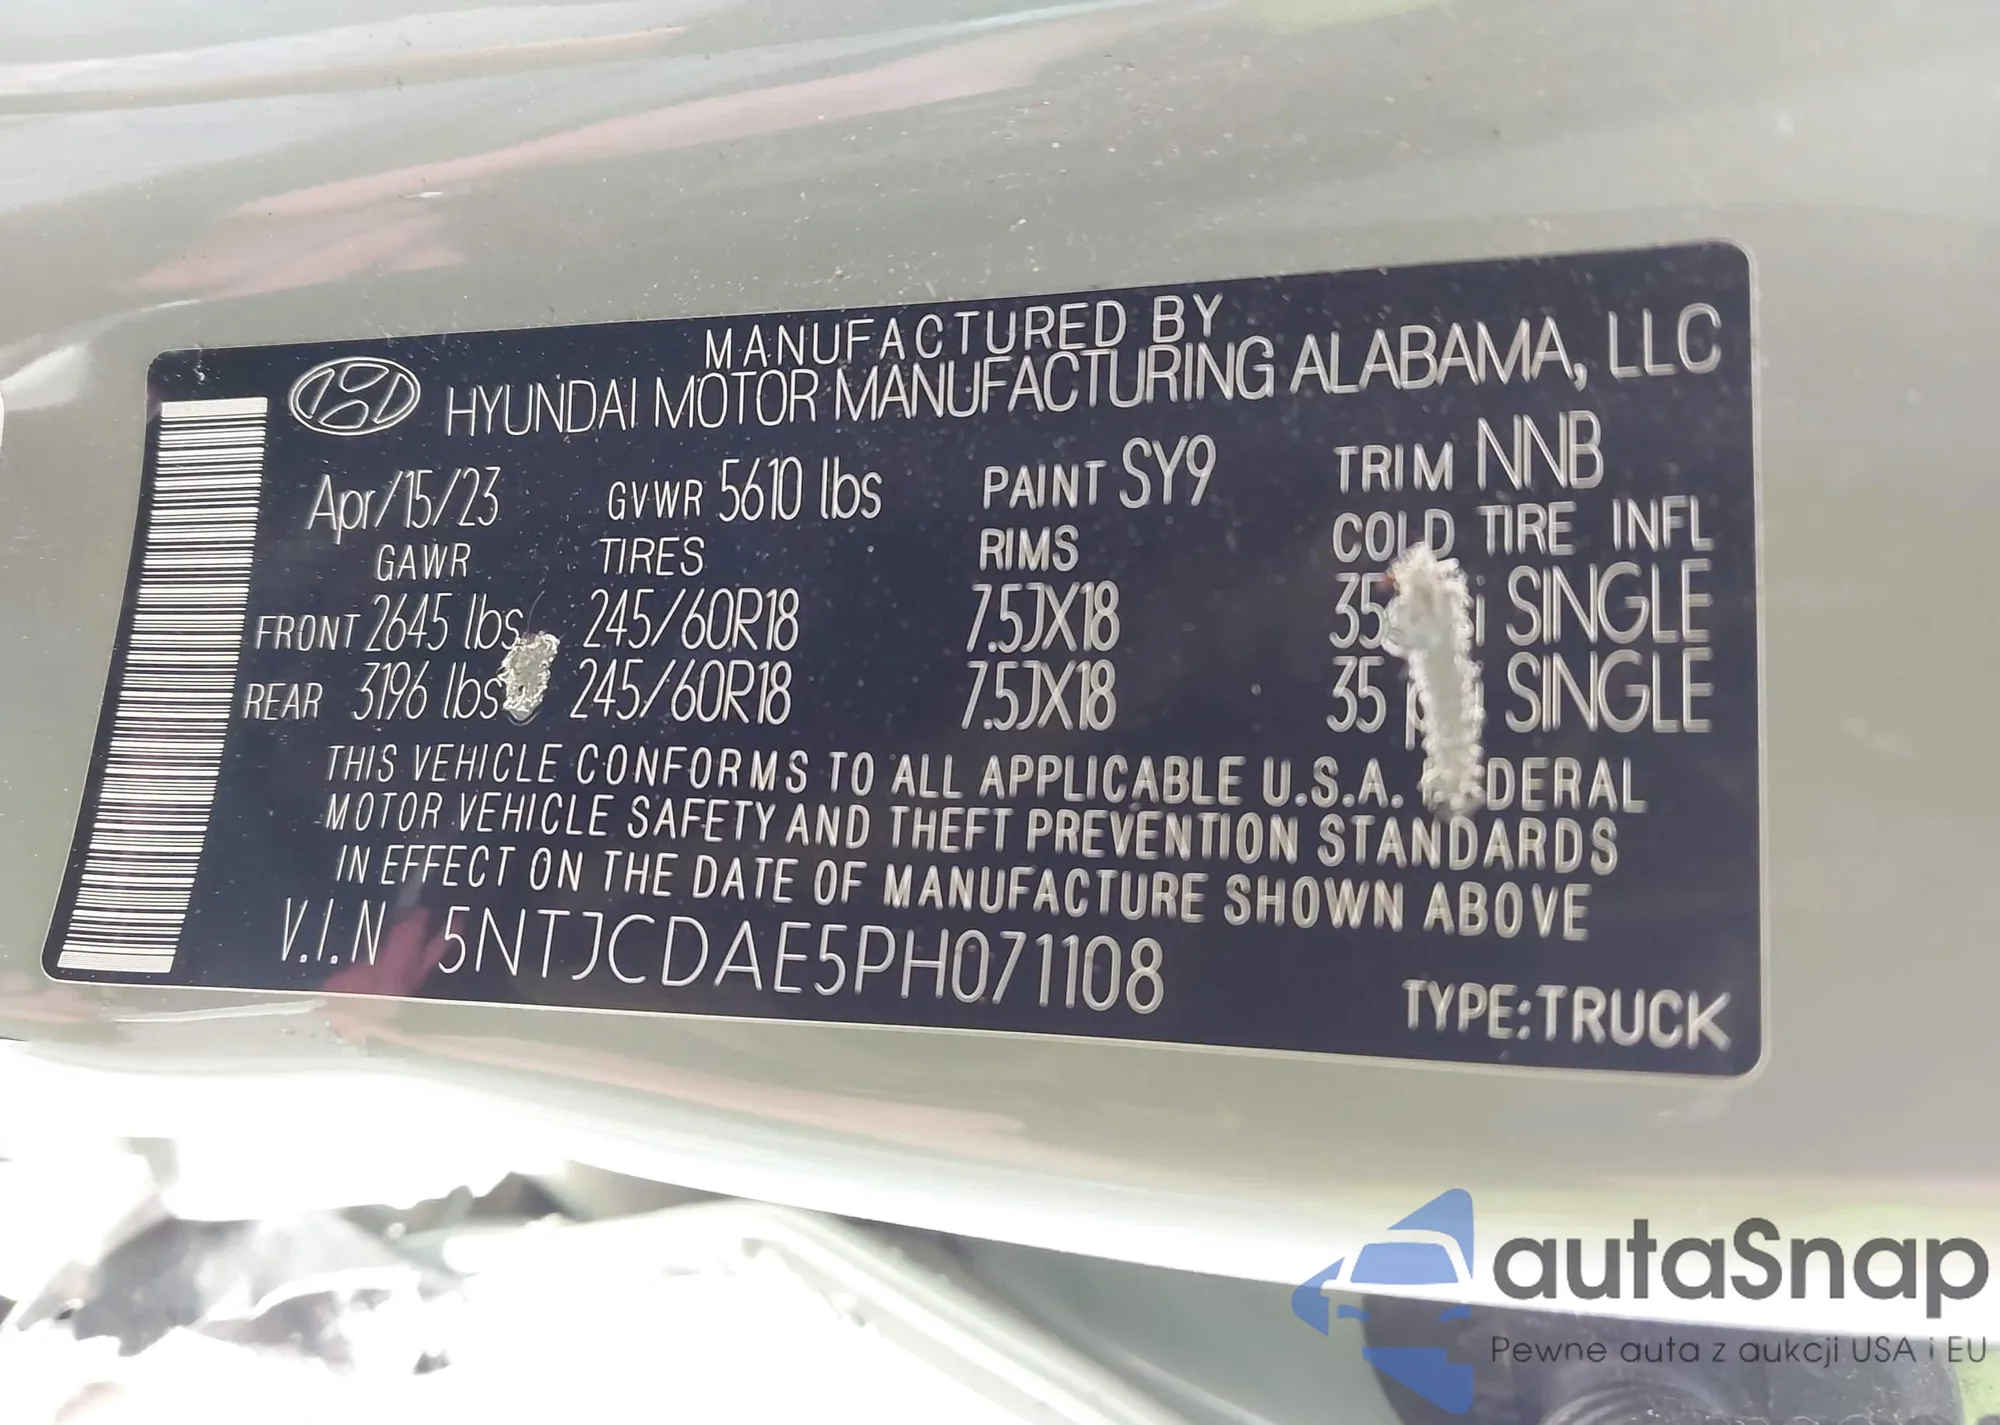 MANUFACTURED BY
HYUNDAI MOTOR MANUFACTURING ALABAMA, LLC
Apr/15/23 GVWR 5610 lbs PAINT SY9 TRIM NNB
GAWR TIRES RIMS COLD TIRE INFL
FRONT 2645 lbs 245/60R18 7.5JX18 35 SINGLE
REAR 3196 lbs 245/60R18 7.5JX18 35 SINGLE
THIS VEHICLE CONFORMS TO ALL APPLICABLE U.S.A. DERAL
MOTOR VEHICLE SAFETY AND THEFT PREVENTION STANDARDS
IN EFFECT ON THE DATE OF MANUFACTURE SHOWN ABOVE
V.I.N 5NTJCDAE5PH071108
TYPE:TRUCK
autaSnap
Pewne auta z aukcji USA i EU